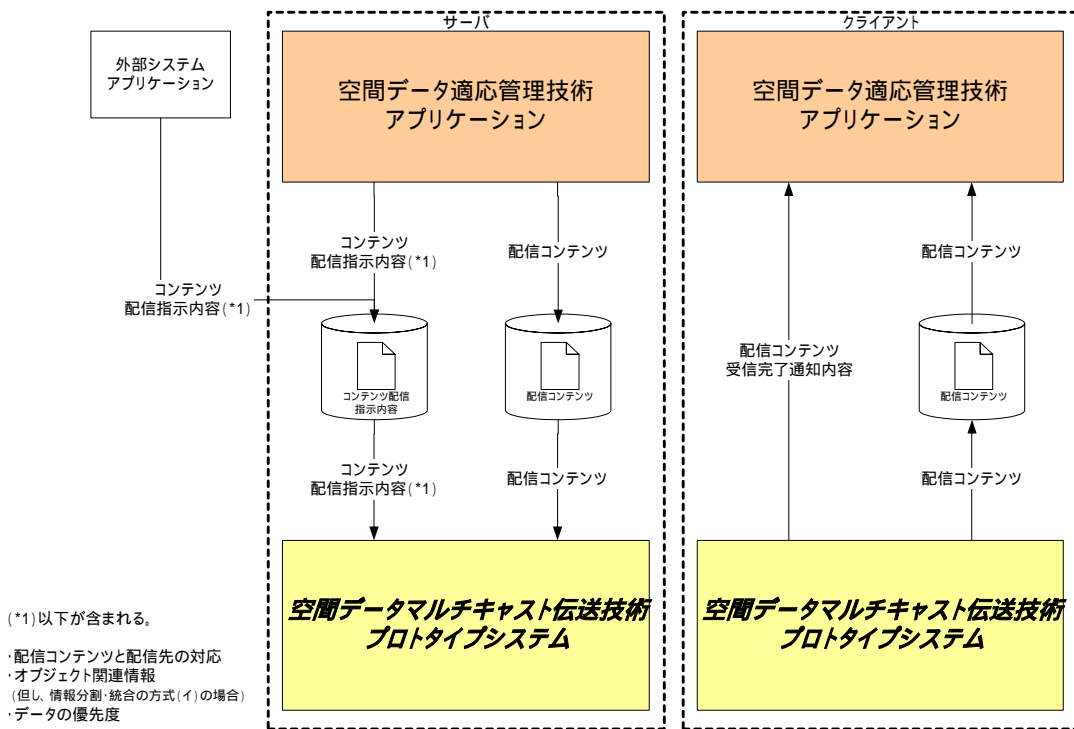 サーバ
クライアント
外部システム
アプリケーション
空間データ適応管理技術
アプリケーション
空間データ適応管理技術
アプリケーション
コンテンツ
配信指示内容(*1)
配信コンテンツ
配信コンテンツ
コンテンツ
配信指示内容(*1)
コンテンツ配信
指示内容
配信コンテンツ
配信コンテンツ
受信完了通知内容
配信コンテンツ
コンテンツ
配信指示内容(*1)
配信コンテンツ
配信コンテンツ
空間データマルチキャスト伝送技術
プロトタイプシステム
空間データマルチキャスト伝送技術
プロトタイプシステム
(*1)以下が含まれる。
・配信コンテンツと配信先の対応
・オブジェクト関連情報
(但し、情報分割・統合の方式(イ)の場合)
・データの優先度